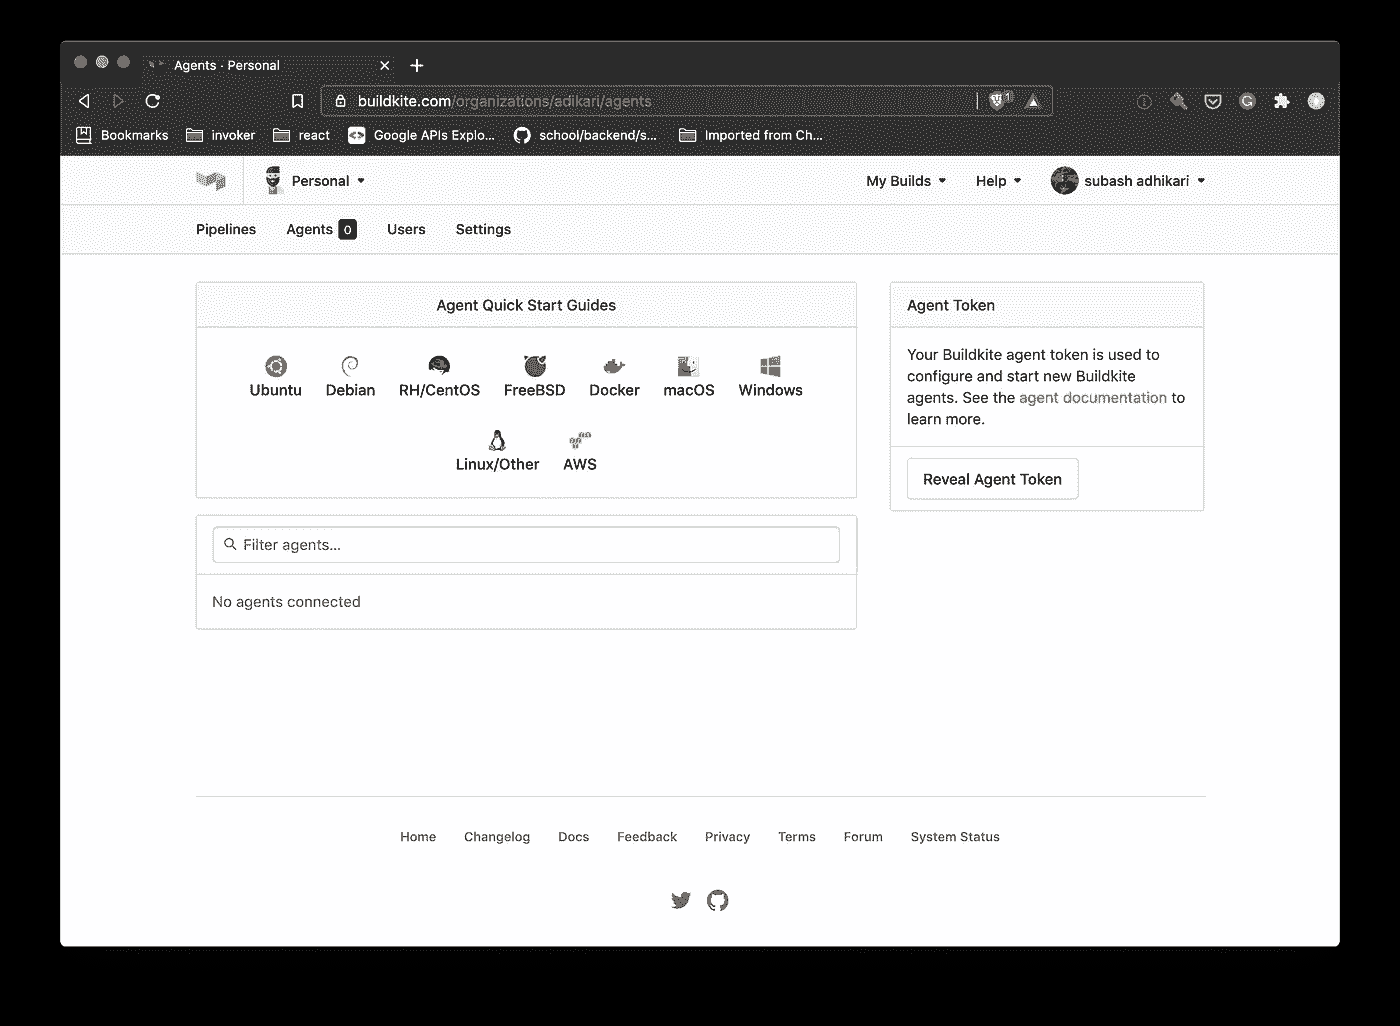 Agents · Personal
buildkite.com/organizations/adikari/agents
1
Bookmarks invoker react Google APIs Explo... school/backend/s... Imported from Ch...
Personal My Builds Help subash adhikari
Pipelines Agents 0 Users Settings
Agent Quick Start Guides
Ubuntu Debian RH/CentOS FreeBSD Docker macOS Windows
Linux/Other AWS
Filter agents...
No agents connected
Agent Token
Your Buildkite agent token is used to
configure and start new Buildkite
agents. See the agent documentation to
learn more.
Reveal Agent Token
Home Changelog Docs Feedback Privacy Terms Forum System Status